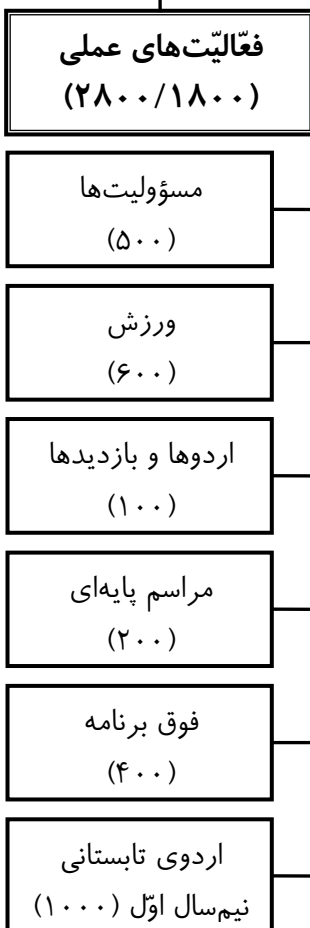 فعّالیّت‌های عملی
(۲۸۰۰/۱۸۰۰)
مسؤولیت‌ها
(۵۰۰)
ورزش
(۶۰۰)
اردوها و بازدیدها
(۱۰۰)
مراسم پایه‌ای
(۲۰۰)
فوق برنامه
(۴۰۰)
اردوی تابستانی
نیم‌سال اوّل (۱۰۰۰)